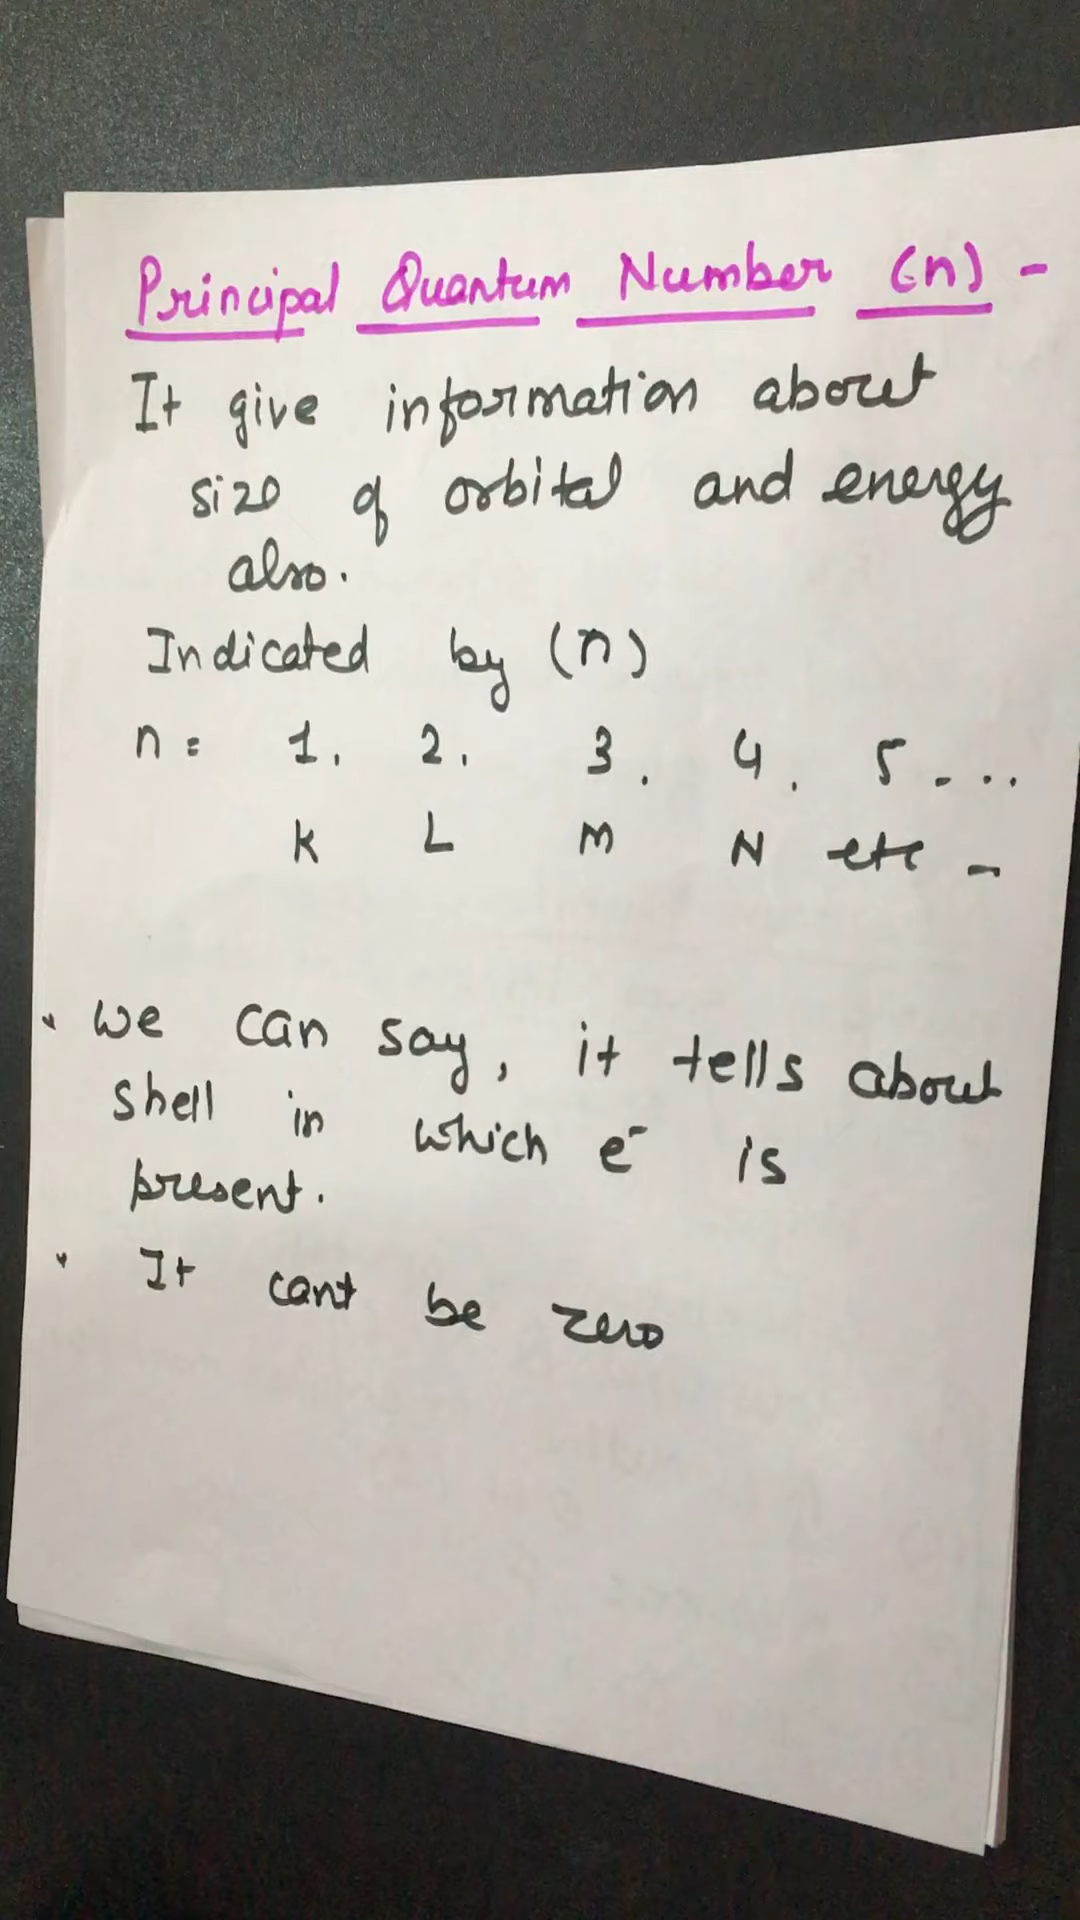 Principal Quantum Number (n) -
It give information about
size of orbital and energy
also.
Indicated by (n)
n = 1, 2, 3, 4, 5 - ...
K L M N etc -
• We can say, it tells about
shell in which e⁻ is
present.
• It cant be zero